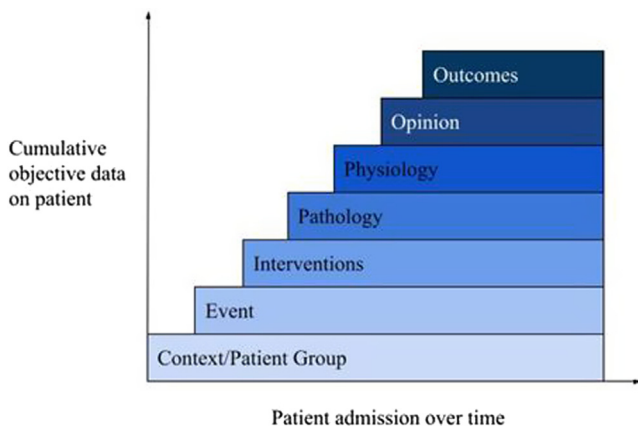 Outcomes
Opinion
Physiology
Pathology
Interventions
Event
Context/Patient Group
Cumulative
objective data
on patient
Patient admission over time